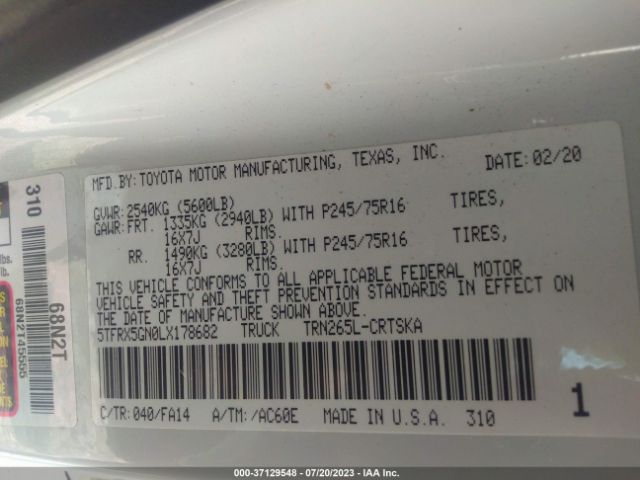 MFD.BY: TOYOTA MOTOR MANUFACTURING, TEXAS, INC. DATE: 02/20
GVWR: 2540KG (5600LB)
GAWR: FRT. 1335KG (2940LB) WITH P245/75R16 TIRES,
16X7J RIMS.
RR. 1490KG (3280LB) WITH P245/75R16 TIRES,
16X7J RIMS.
THIS VEHICLE CONFORMS TO ALL APPLICABLE FEDERAL MOTOR
VEHICLE SAFETY AND THEFT PREVENTION STANDARDS IN EFFECT ON
THE DATE OF MANUFACTURE SHOWN ABOVE.
5TFRX5GN0LX178682 TRUCK TRN265L-CRTSKA
C/TR: 040/FA14 A/TM: /AC60E MADE IN U.S.A. 310
1
310
68N2T
68N2T45555
lbs.
lb.
000-37129548 - 07/20/2023 - IAA Inc.